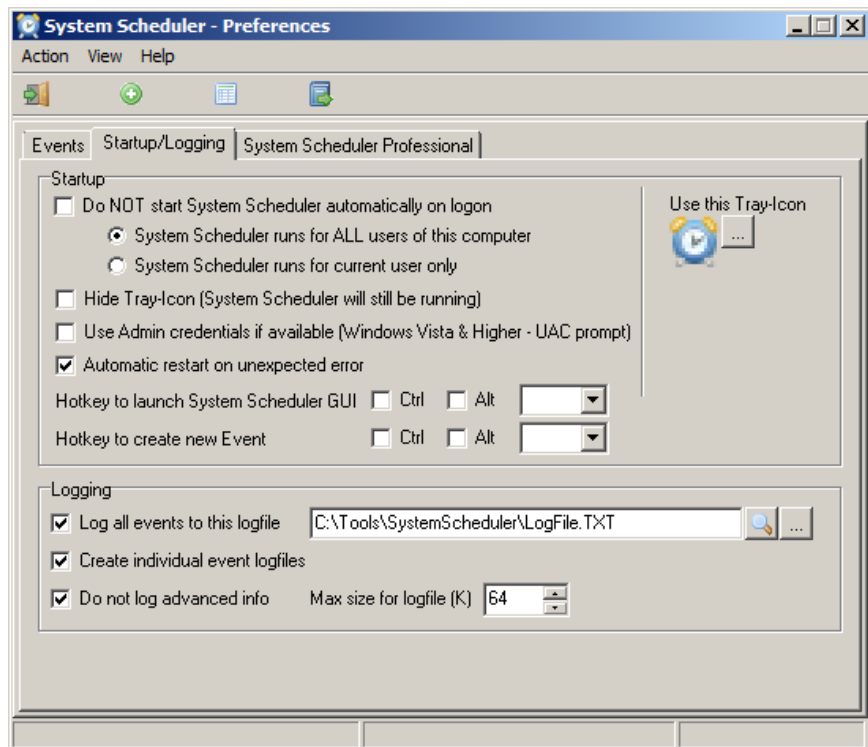 System Scheduler - Preferences
Action View Help
Events Startup/Logging System Scheduler Professional
Startup
Do NOT start System Scheduler automatically on logon
Use this Tray-Icon
System Scheduler runs for ALL users of this computer
...
System Scheduler runs for current user only
Hide Tray-Icon (System Scheduler will still be running)
Use Admin credentials if available (Windows Vista & Higher - UAC prompt)
Automatic restart on unexpected error
Hotkey to launch System Scheduler GUI Ctrl Alt
Hotkey to create new Event Ctrl Alt
Logging
Log all events to this logfile C:\Tools\SystemScheduler\LogFile.TXT ...
Create individual event logfiles
Do not log advanced info Max size for logfile (K) 64